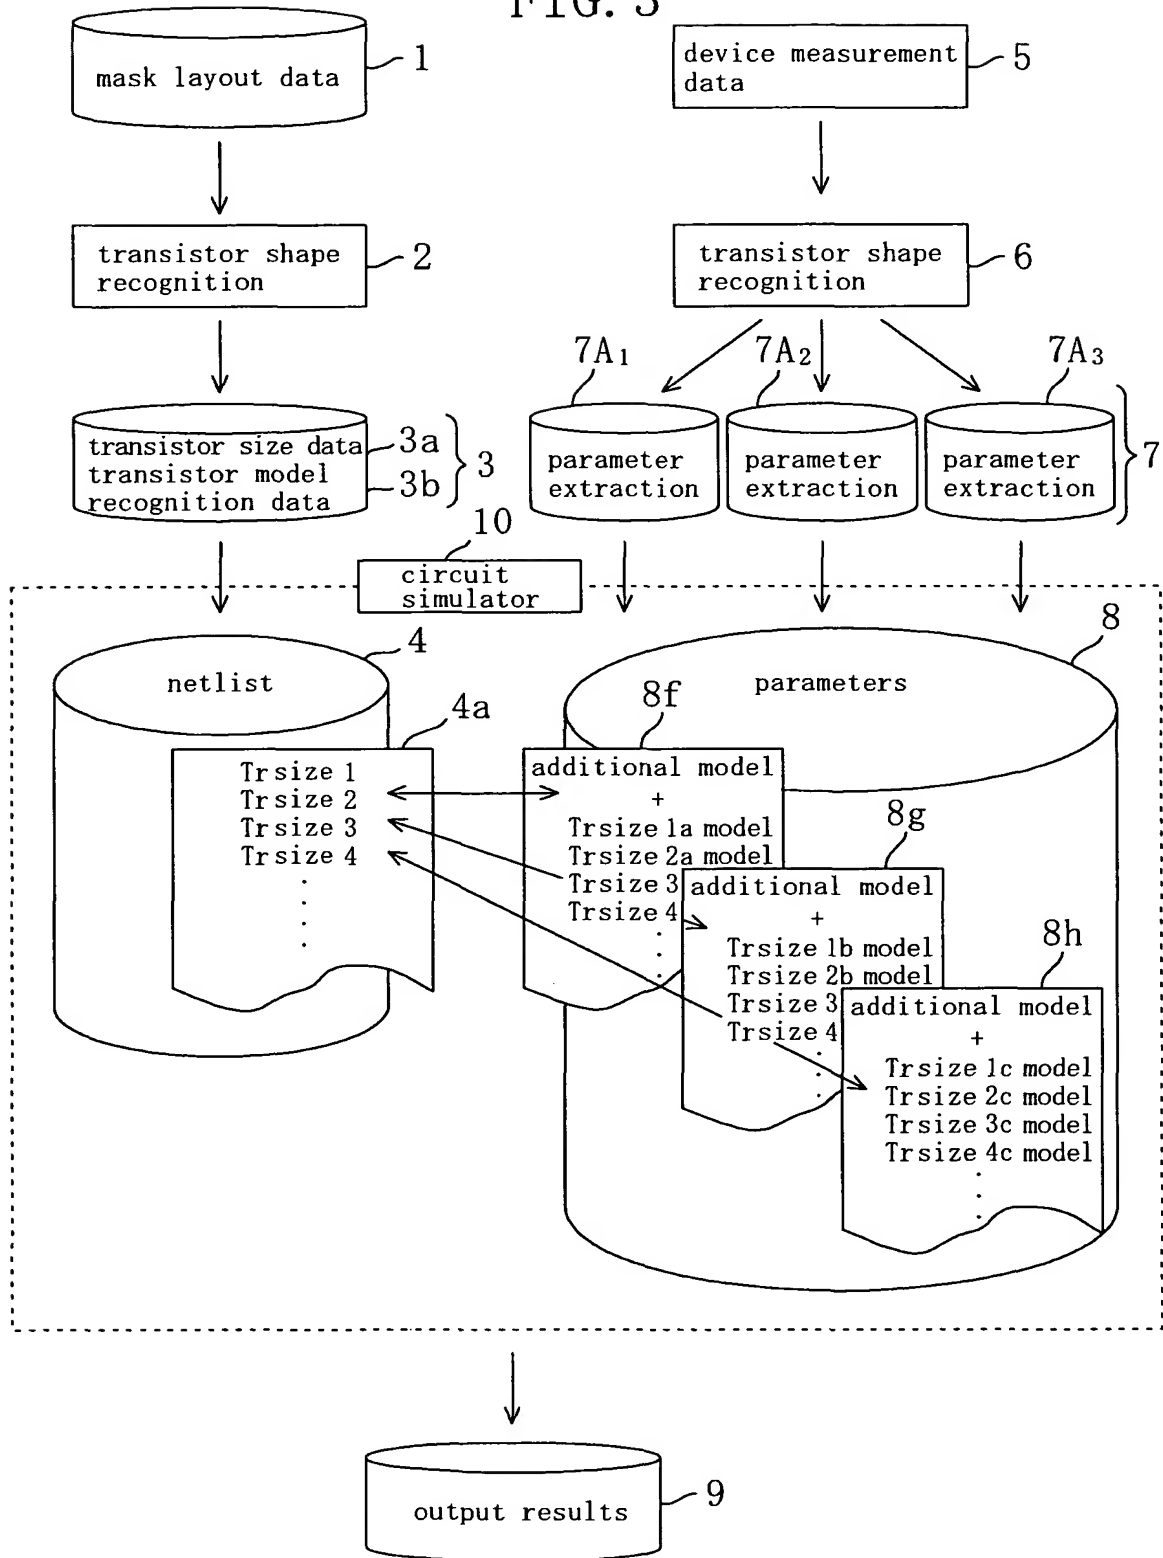 FIG. 3
mask layout data
1
device measurement
data
5
transistor shape
recognition
2
transistor shape
recognition
6
7A1
7A2
7A3
transistor size data
transistor model
recognition data
3a
3b
3
parameter
extraction
parameter
extraction
parameter
extraction
7
10
circuit
simulator
4
netlist
8
parameters
4a
Trsize 1
Trsize 2
Trsize 3
Trsize 4
8f
additional model
+
Trsize 1a model
Trsize 2a model
Trsize 3
Trsize 4
8g
additional model
+
Trsize 1b model
Trsize 2b model
Trsize 3
Trsize 4
8h
additional model
+
Trsize 1c model
Trsize 2c model
Trsize 3c model
Trsize 4c model
output results
9